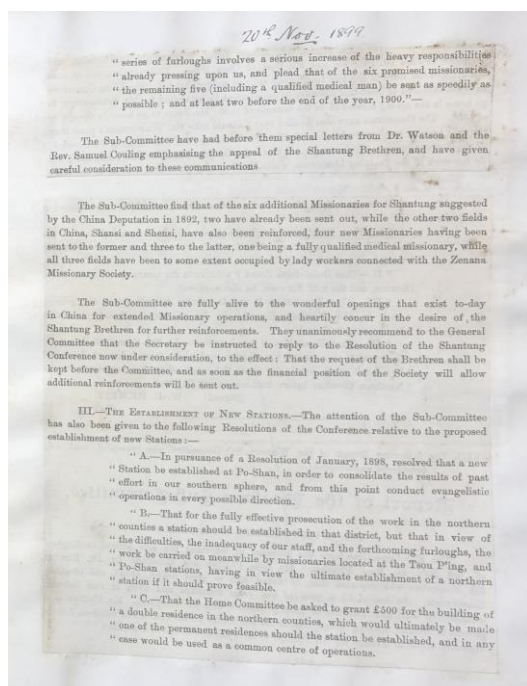 20th Nov. 1899
“ series of furloughs involves a serious increase of the heavy responsibilities
“ already pressing upon us, and plead that of the six promised missionaries,
“ the remaining five (including a qualified medical man) be sent as speedily as
“ possible ; and at least two before the end of the year, 1900.”—
The Sub-Committee have had before them special letters from Dr. Watson and the
Rev. Samuel Couling emphasising the appeal of the Shantung Brethren, and have given
careful consideration to these communications
The Sub-Committee find that of the six additional Missionaries for Shantung suggested
by the China Deputation in 1892, two have already been sent out, while the other two fields
in China, Shansi and Shensi, have also been reinforced, four new Missionaries having been
sent to the former and three to the latter, one being a fully qualified medical missionary, while
all three fields have been to some extent occupied by lady workers connected with the Zenana
Missionary Society.
The Sub-Committee are fully alive to the wonderful openings that exist to-day
in China for extended Missionary operations, and heartily concur in the desire of the
Shantung Brethren for further reinforcements. They unanimously recommend to the General
Committee that the Secretary be instructed to reply to the Resolution of the Shantung
Conference now under consideration, to the effect : That the request of the Brethren shall be
kept before the Committee, and as soon as the financial position of the Society will allow
additional reinforcements will be sent out.
III.—The Establishment of New Stations.—The attention of the Sub-Committee
has also been given to the following Resolutions of the Conference relative to the proposed
establishment of new Stations :—
“ A.—In pursuance of a Resolution of January, 1898, resolved that a new
“ Station be established at Po-Shan, in order to consolidate the results of past
“ effort in our southern sphere, and from this point conduct evangelistic
“ operations in every possible direction.
“ B.—That for the fully effective prosecution of the work in the northern
“ counties a station should be established in that district, but that in view of
“ the difficulties, the inadequacy of our staff, and the forthcoming furloughs, the
“ work be carried on meanwhile by missionaries located at the Tsou P’ing, and
“ Po-Shan stations, having in view the ultimate establishment of a northern
“ station if it should prove feasible.
“ C.—That the Home Committee be asked to grant £500 for the building of
“ a double residence in the northern counties, which would ultimately be made
“ one of the permanent residences should the station be established, and in any
“ case would be used as a common centre of operations.